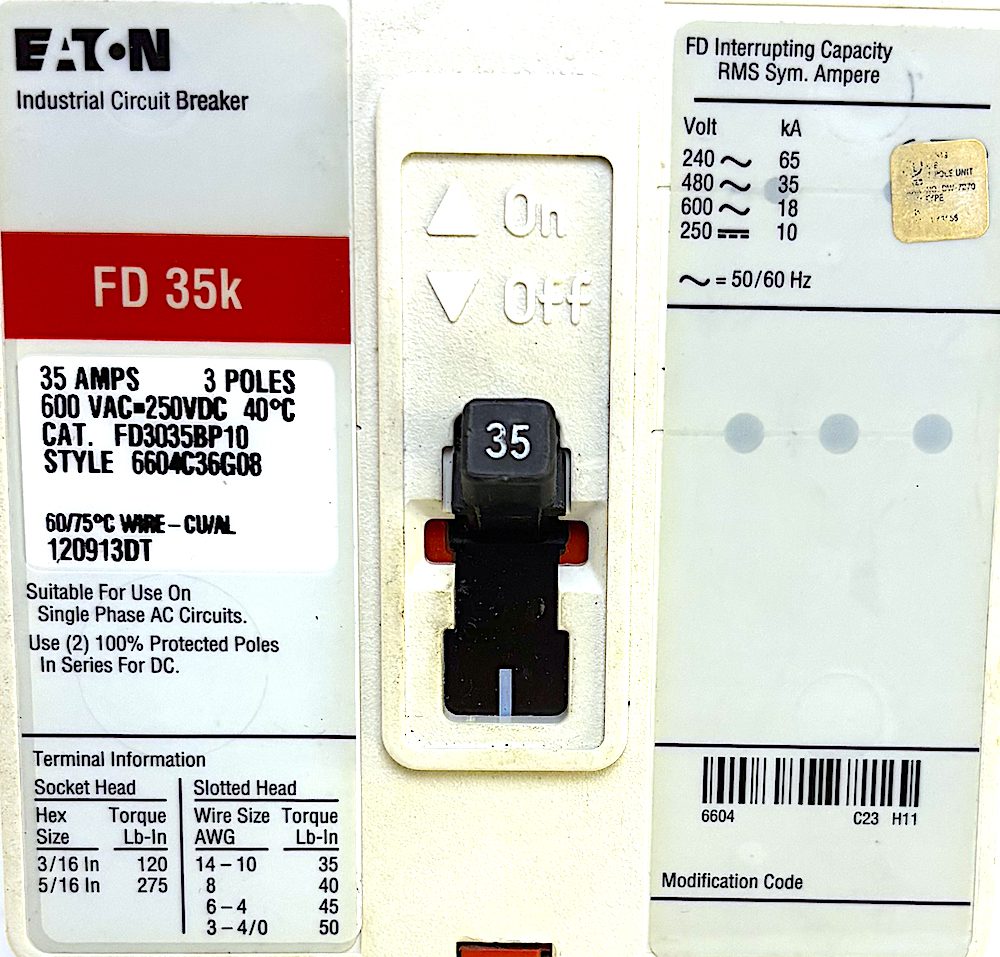 EATON
Industrial Circuit Breaker
FD 35k
35 AMPS 3 POLES
600 VAC=250VDC 40°C
CAT. FD3035BP10
STYLE 6604C36G08
60/75°C WIRE-CU/AL
120913DT
Suitable For Use On
Single Phase AC Circuits.
Use (2) 100% Protected Poles
In Series For DC.
Terminal Information
Socket Head Slotted Head
Hex Torque Wire Size Torque
Size Lb-In AWG Lb-In
3/16 In 120 14-10 35
5/16 In 275 8 40
6-4 45
3-4/0 50
On
Off
35
FD Interrupting Capacity
RMS Sym. Ampere
Volt kA
240 ~ 65
480 ~ 35
600 ~ 18
250 ⎓ 10
~ = 50/60 Hz
POLE UNIT
6604 C23 H11
Modification Code